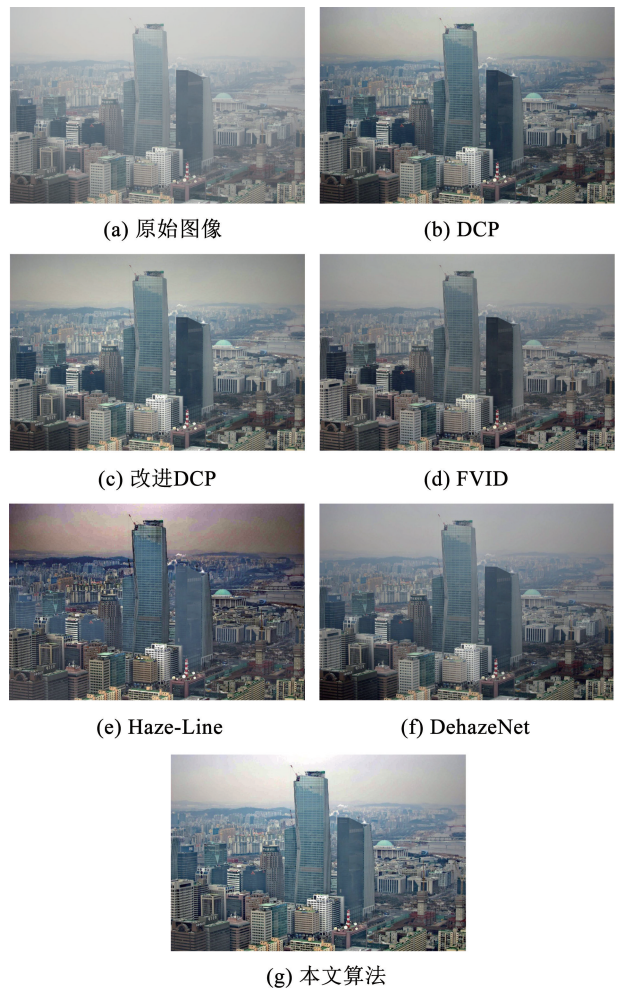 (a) 原始图像
(b) DCP
(c) 改进DCP
(d) FVID
(e) Haze-Line
(f) DehazeNet
(g) 本文算法